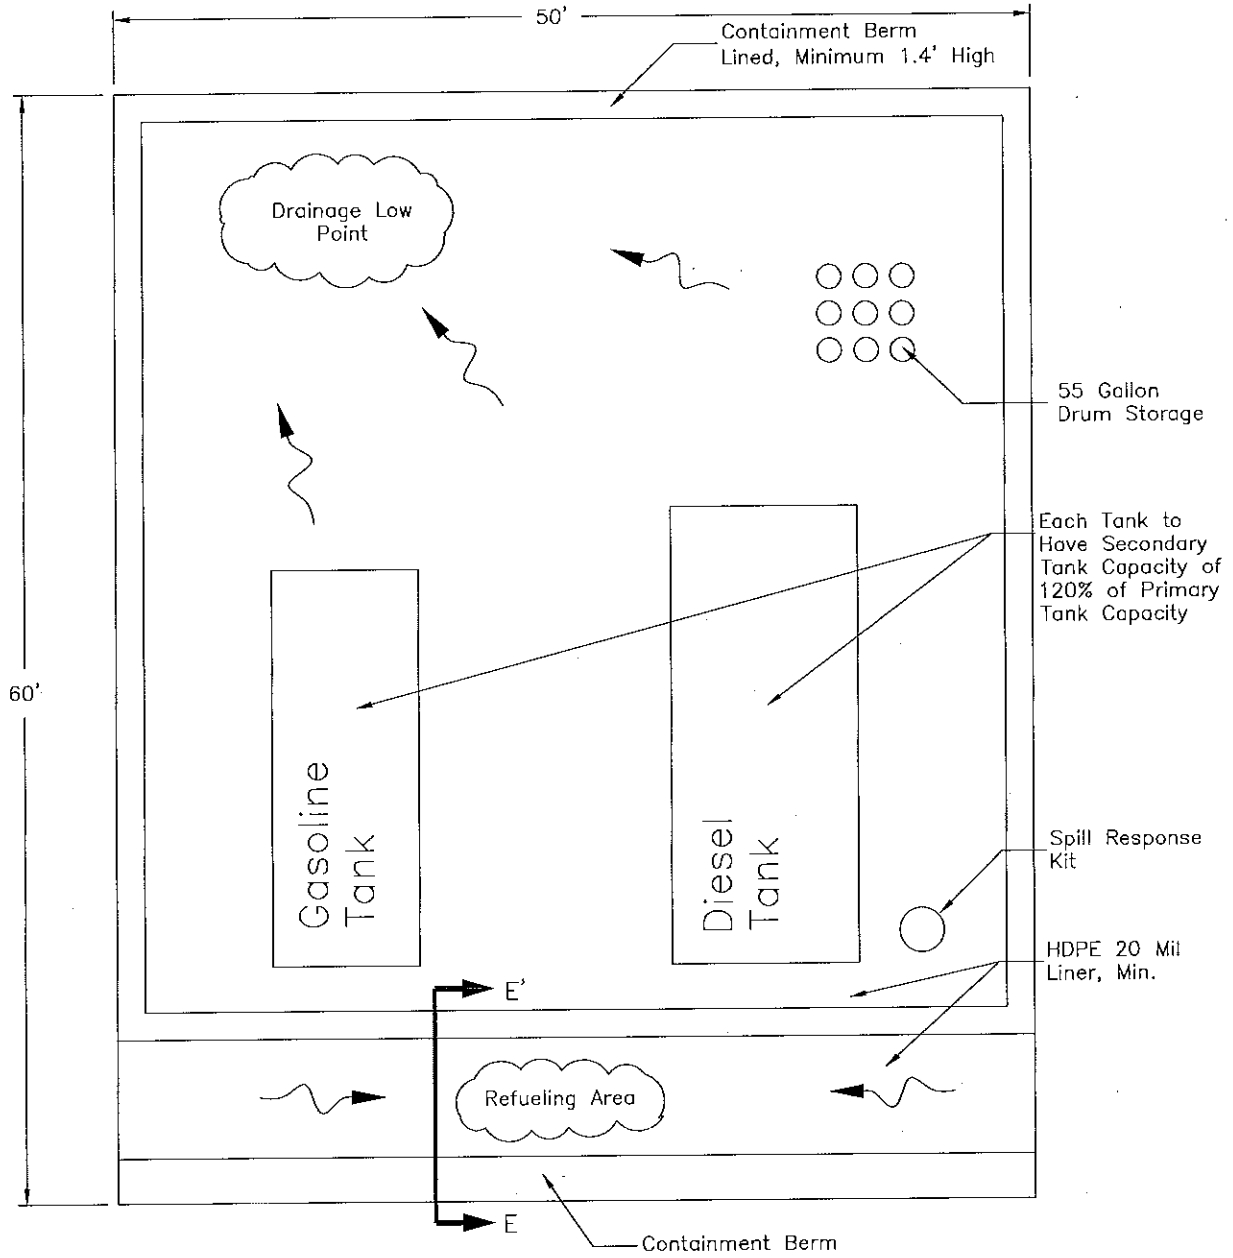 50'
Containment Berm
Lined, Minimum 1.4' High
Drainage Low
Point
55 Gallon
Drum Storage
Each Tank to
Have Secondary
Tank Capacity of
120% of Primary
Tank Capacity
60'
Gasoline
Tank
Diesel
Tank
Spill Response
Kit
HDPE 20 Mil
Liner, Min.
E'
Refueling Area
E
Containment Berm